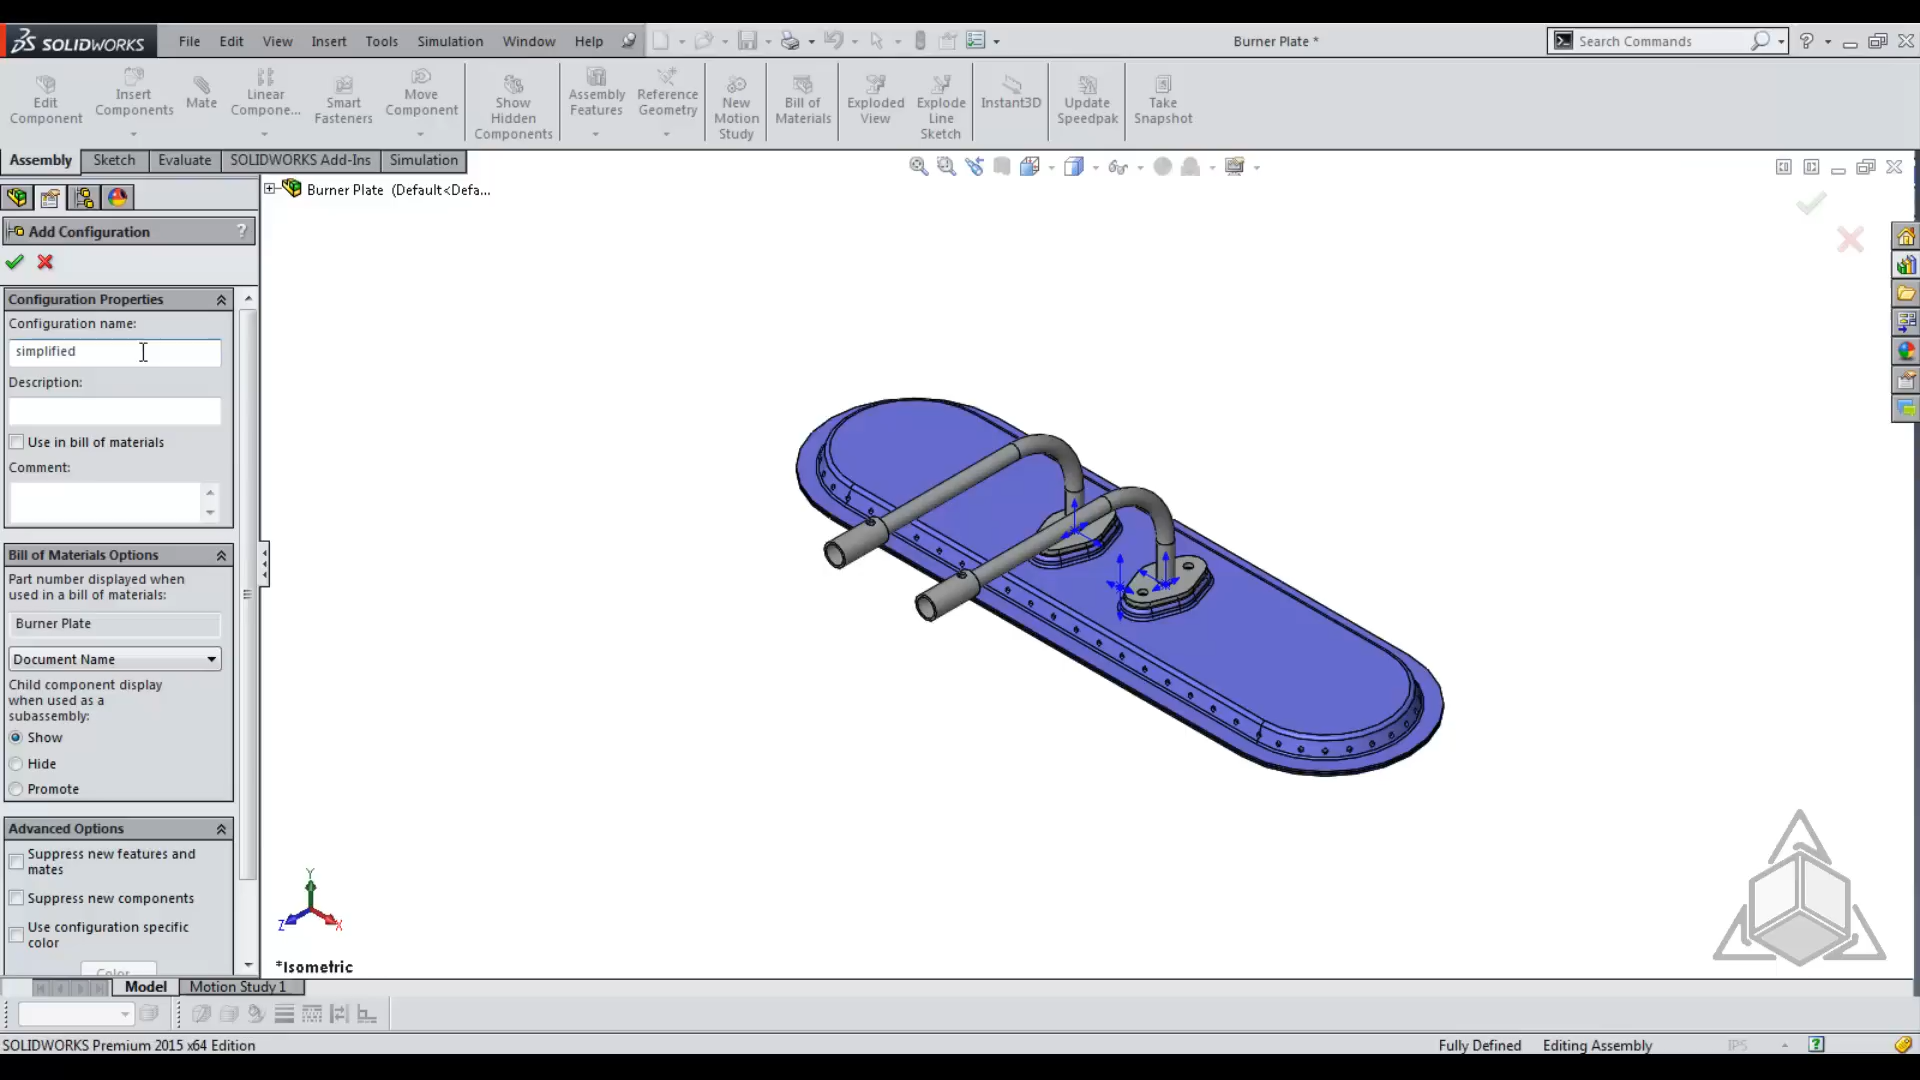 SOLIDWORKS File Edit View Insert Tools Simulation Window Help Burner Plate * Search Commands ?
Edit Component
Insert Components
Mate
Linear Compone...
Smart Fasteners
Move Component
Show Hidden Components
Assembly Features
Reference Geometry
New Motion Study
Bill of Materials
Exploded View
Explode Line Sketch
Instant3D
Update Speedpak
Take Snapshot
Assembly Sketch Evaluate SOLIDWORKS Add-Ins Simulation
Burner Plate (Default<Defa...
Add Configuration ?
Configuration Properties
Configuration name:
simplified
Description:
Use in bill of materials
Comment:
Bill of Materials Options
Part number displayed when
used in a bill of materials:
Burner Plate
Document Name
Child component display
when used as a
subassembly:
Show
Hide
Promote
Advanced Options
Suppress new features and
mates
Suppress new components
Use configuration specific
color
Color...
Y
Z X
*Isometric
Model Motion Study 1
SOLIDWORKS Premium 2015 x64 Edition Fully Defined Editing Assembly IPS ?